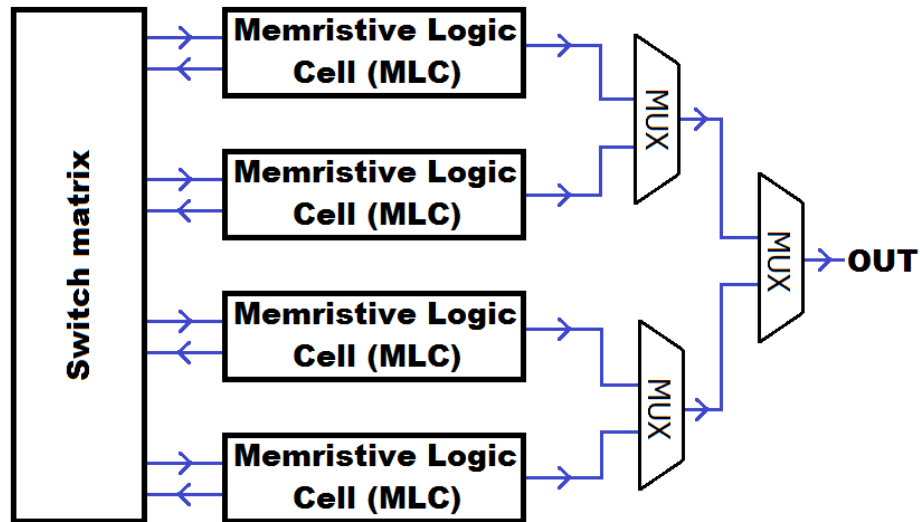 Switch matrix
Memristive Logic
Cell (MLC)
Memristive Logic
Cell (MLC)
Memristive Logic
Cell (MLC)
Memristive Logic
Cell (MLC)
MUX
MUX
MUX
OUT